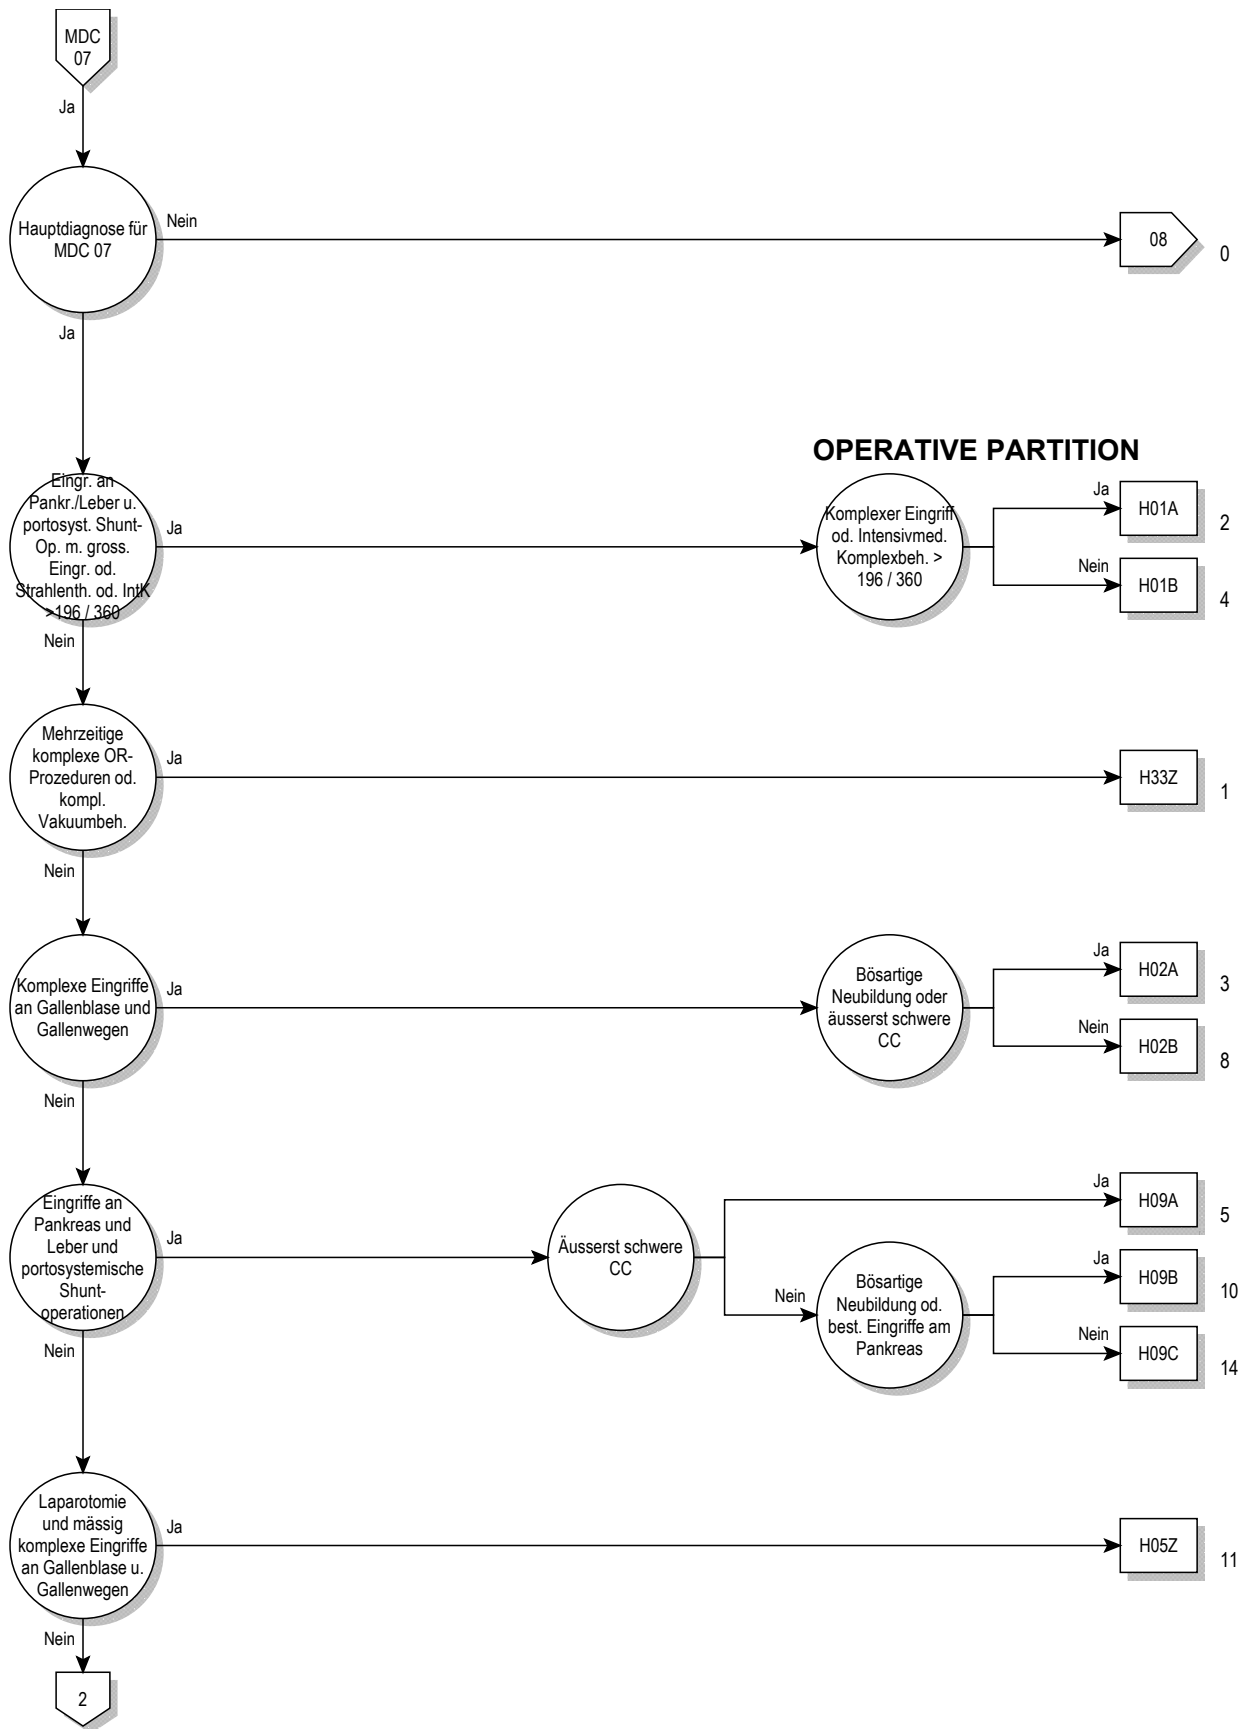 MDC
07
Ja
Hauptdiagnose für
MDC 07
Nein
08
0
Ja
OPERATIVE PARTITION
Eingr. an
Pankr./Leber u.
portosyst. Shunt-
Op. m. gross.
Eingr. od.
Strahlenth. od. IntK
>196 / 360
Ja
Komplexer Eingriff
od. Intensivmed.
Komplexbeh. >
196 / 360
Ja
H01A
2
Nein
H01B
4
Nein
Mehrzeitige
komplexe OR-
Prozeduren od.
kompl.
Vakuumbeh.
Ja
H33Z
1
Nein
Komplexe Eingriffe
an Gallenblase und
Gallenwegen
Ja
Bösartige
Neubildung oder
äusserst schwere
CC
Ja
H02A
3
Nein
H02B
8
Nein
Eingriffe an
Pankreas und
Leber und
portosystemische
Shunt-
operationen
Ja
Äusserst schwere
CC
Ja
H09A
5
Nein
Bösartige
Neubildung od.
best. Eingriffe am
Pankreas
Ja
H09B
10
Nein
H09C
14
Nein
Laparotomie
und mässig
komplexe Eingriffe
an Gallenblase u.
Gallenwegen
Ja
H05Z
11
Nein
2